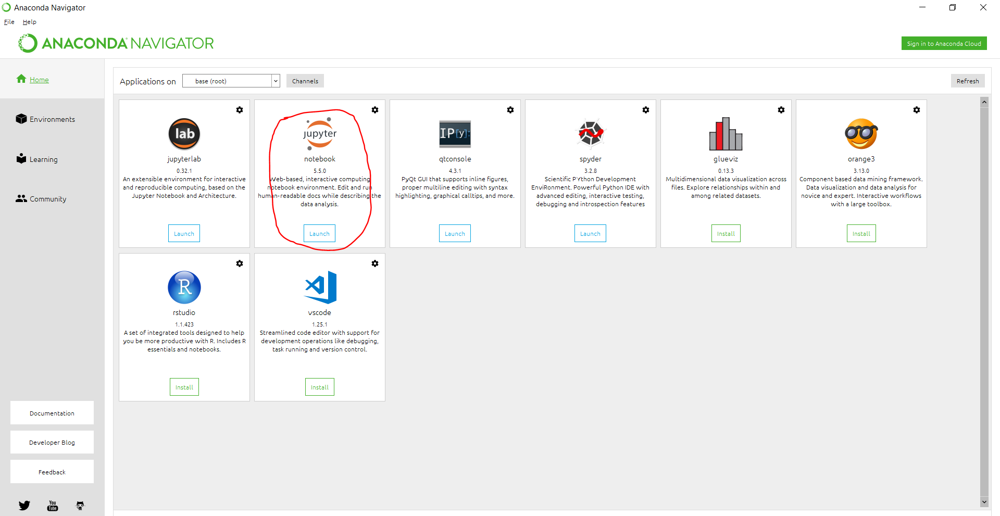 Anaconda Navigator
File Help
ANACONDA NAVIGATOR
Sign in to Anaconda Cloud
Home
Environments
Learning
Community
Documentation
Developer Blog
Feedback
You
Tube
Applications on base (root) Channels Refresh
lab
jupyterlab
0.32.1
An extensible environment for interactive
and reproducible computing, based on the
Jupyter Notebook and Architecture.
Launch
jupyter
notebook
5.5.0
Web-based, interactive computing
notebook environment. Edit and run
human-readable docs while describing the
data analysis.
Launch
IP[y]:
qtconsole
4.3.1
PyQt GUI that supports inline figures,
proper multiline editing with syntax
highlighting, graphical calltips, and more.
Launch
spyder
3.2.8
Scientific PYthon Development
EnviRonment. Powerful Python IDE with
advanced editing, interactive testing,
debugging and introspection features
Launch
glueviz
0.13.3
Multidimensional data visualization across
files. Explore relationships within and
among related datasets.
Install
orange3
3.13.0
Component based data mining framework.
Data visualization and data analysis for
novice and expert. Interactive workflows
with a large toolbox.
Install
R
rstudio
1.1.423
A set of integrated tools designed to help
you be more productive with R. Includes R
essentials and notebooks.
Install
vscode
1.25.1
Streamlined code editor with support for
development operations like debugging,
task running and version control.
Install